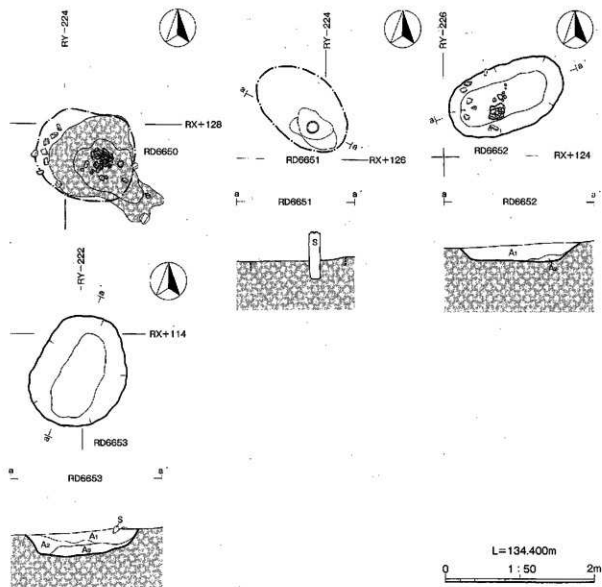 RY-224
RX+128
RD6650
RY-224
a
a'
RD6651
RX+126
RY-226
a
a'
RD6652
RX+124
a RD6651 a'
S
a RD6652 a'
A1
A2
RY-222
a'
RX+114
a
RD6653
a RD6653 a'
S
A1
A2
A3
L=134.400m
0 1:50 2m